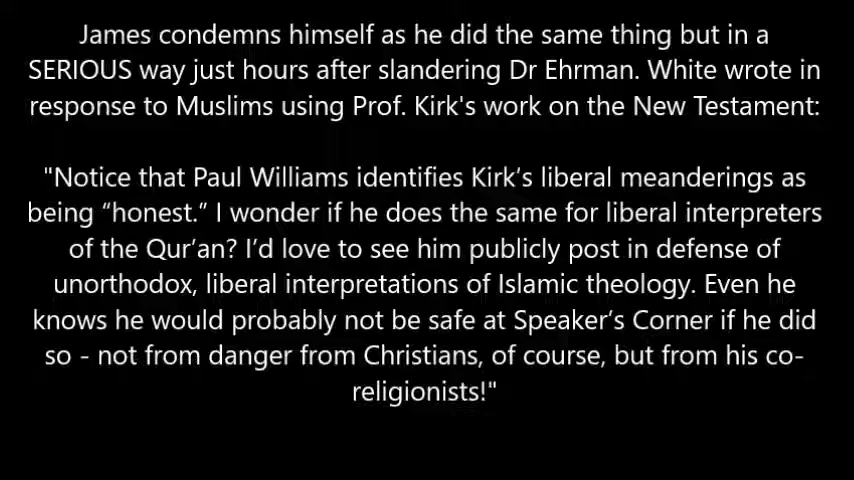 James condemns himself as he did the same thing but in a
SERIOUS way just hours after slandering Dr Ehrman. White wrote in
response to Muslims using Prof. Kirk's work on the New Testament:
"Notice that Paul Williams identifies Kirk’s liberal meanderings as
being “honest.” I wonder if he does the same for liberal interpreters
of the Qur’an? I’d love to see him publicly post in defense of
unorthodox, liberal interpretations of Islamic theology. Even he
knows he would probably not be safe at Speaker’s Corner if he did
so - not from danger from Christians, of course, but from his co-
religionists!"